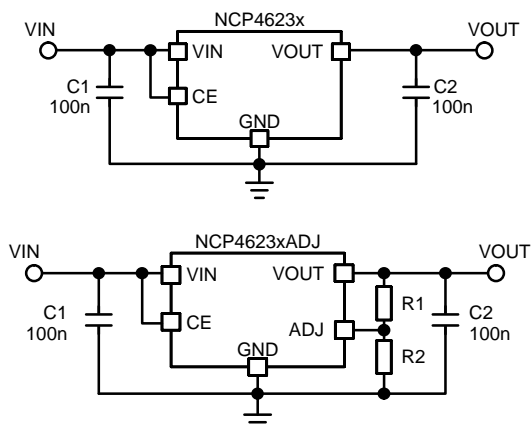 NCP4623x
VIN
VOUT
VIN
VOUT
C1
100n
CE
C2
100n
GND
NCP4623xADJ
VIN
VOUT
VIN
VOUT
C1
100n
CE
ADJ
R1
C2
100n
GND
R2